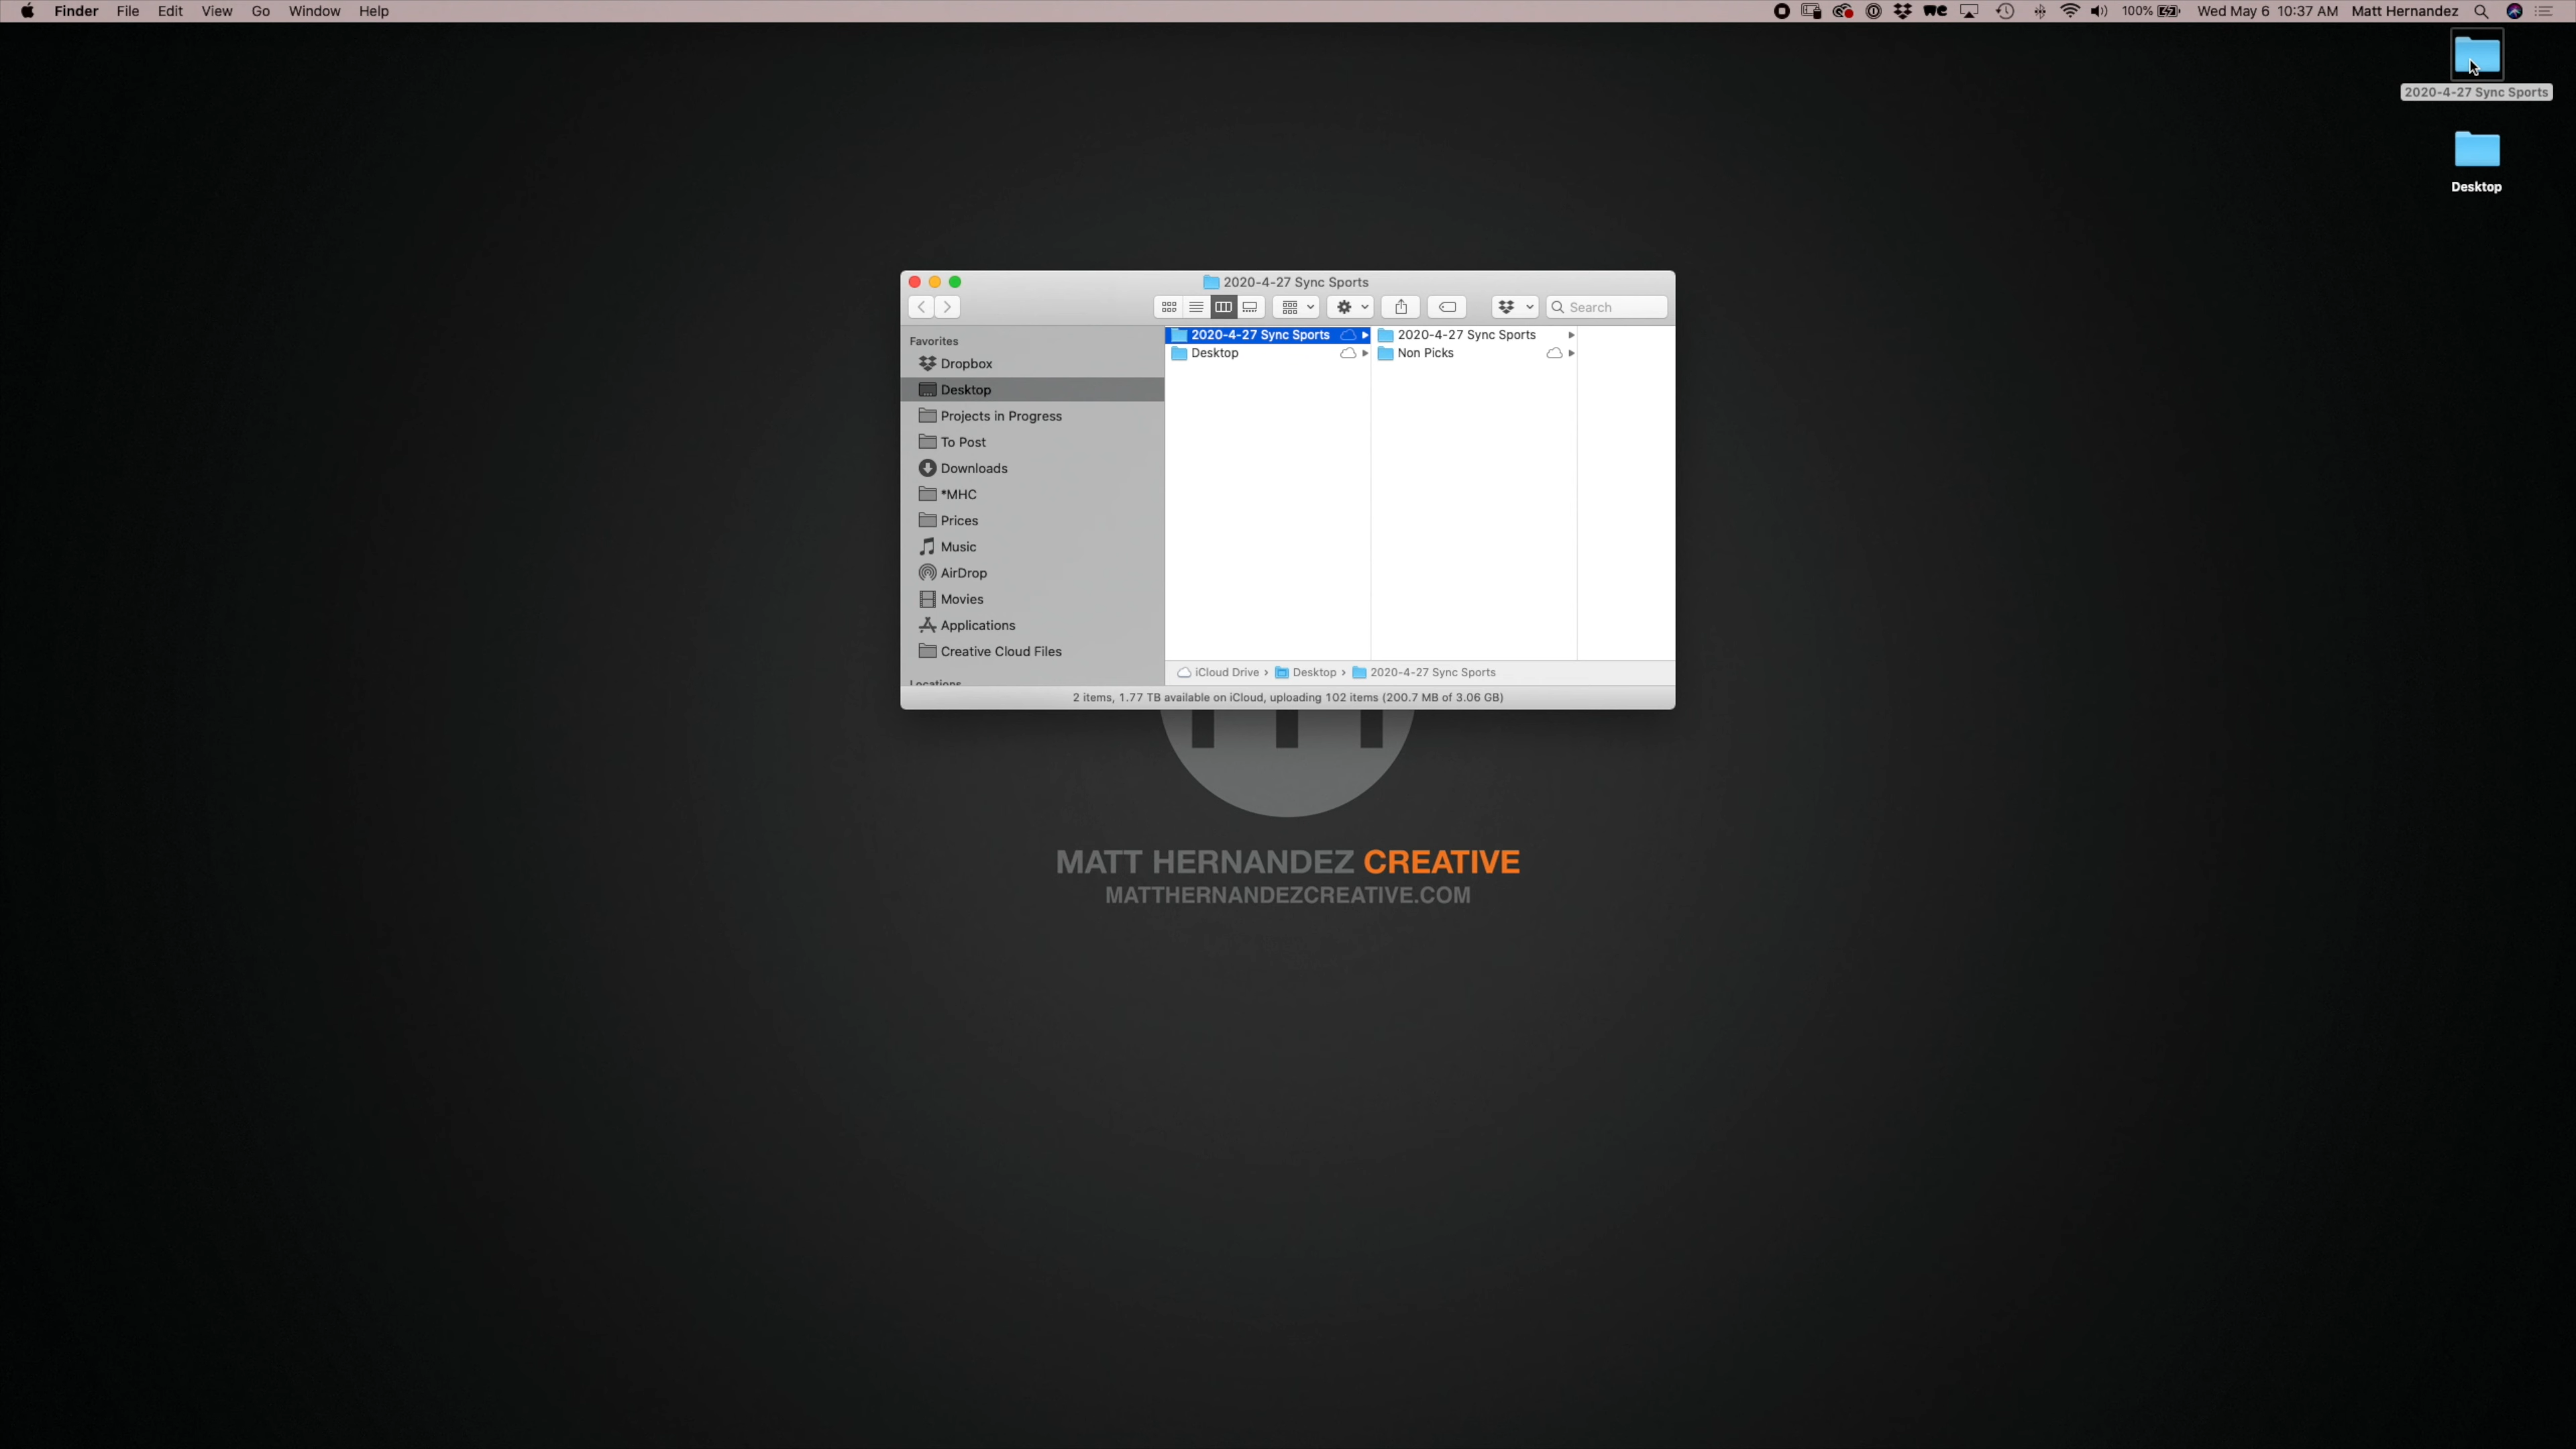 Finder File Edit View Go Window Help
100% Wed May 6 10:37 AM Matt Hernandez
2020-4-27 Sync Sports
Desktop
2020-4-27 Sync Sports
Search
Favorites
Dropbox
Desktop
Projects in Progress
To Post
Downloads
*MHC
Prices
Music
AirDrop
Movies
Applications
Creative Cloud Files
Locations
2020-4-27 Sync Sports
Desktop
2020-4-27 Sync Sports
Non Picks
iCloud Drive › Desktop › 2020-4-27 Sync Sports
2 items, 1.77 TB available on iCloud, uploading 102 items (200.7 MB of 3.06 GB)
MATT HERNANDEZ CREATIVE
MATTHERNANDEZCREATIVE.COM